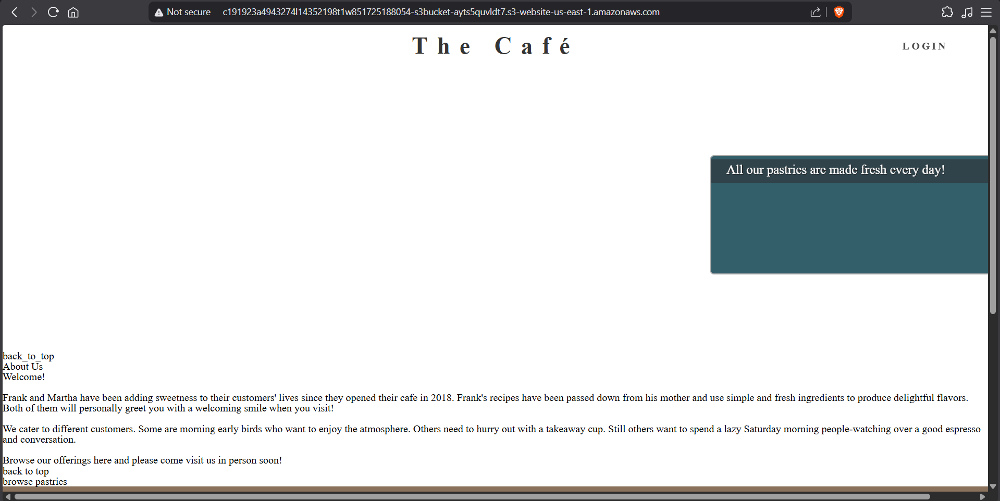 Not secure
c191923a4943274l14352198t1w851725188054-s3bucket-ayts5quvldt7.s3-website-us-east-1.amazonaws.com
The Café
LOGIN
All our pastries are made fresh every day!
back_to_top
About Us
Welcome!
Frank and Martha have been adding sweetness to their customers' lives since they opened their cafe in 2018. Frank's recipes have been passed down from his mother and use simple and fresh ingredients to produce delightful flavors.
Both of them will personally greet you with a welcoming smile when you visit!
We cater to different customers. Some are morning early birds who want to enjoy the atmosphere. Others need to hurry out with a takeaway cup. Still others want to spend a lazy Saturday morning people-watching over a good espresso
and conversation.
Browse our offerings here and please come visit us in person soon!
back to top
browse pastries